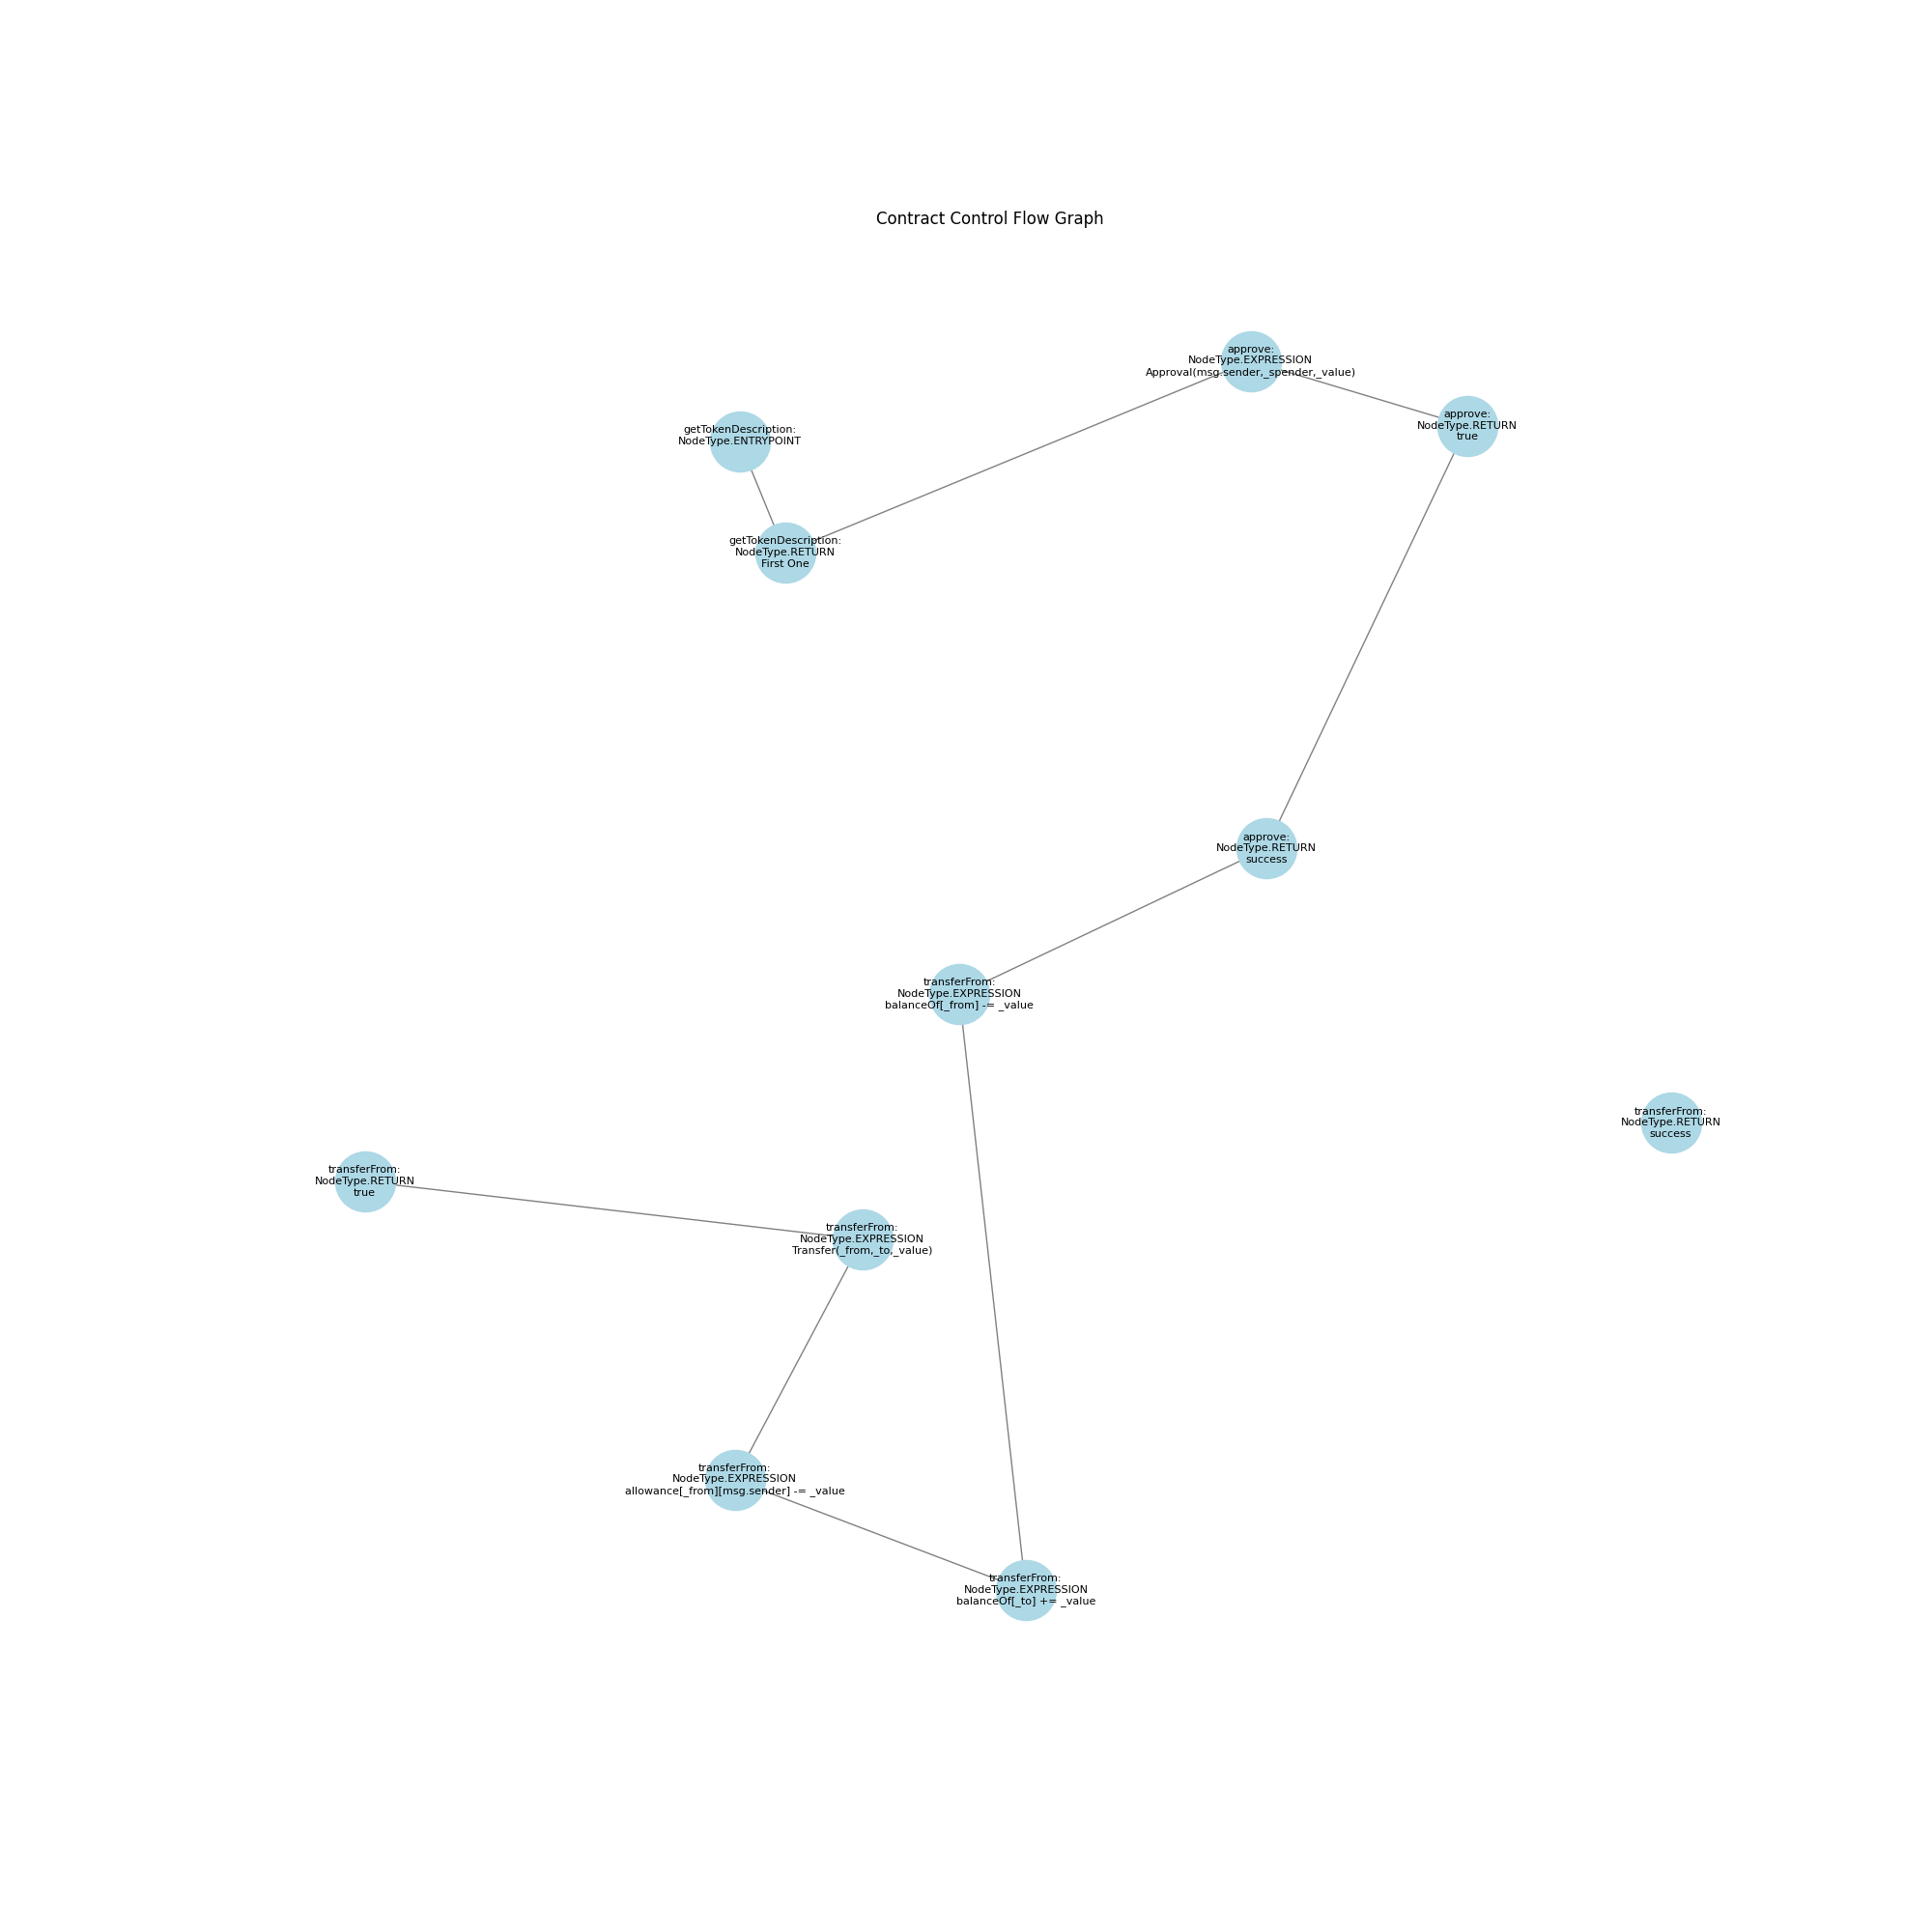 Contract Control Flow Graph
approve:
NodeType.EXPRESSION
Approval(msg.sender,_spender,_value)
approve:
NodeType.RETURN
true
getTokenDescription:
NodeType.ENTRYPOINT
getTokenDescription:
NodeType.RETURN
First One
approve:
NodeType.RETURN
success
transferFrom:
NodeType.EXPRESSION
balanceOf[_from] -= _value
transferFrom:
NodeType.RETURN
success
transferFrom:
NodeType.RETURN
true
transferFrom:
NodeType.EXPRESSION
Transfer(_from,_to,_value)
transferFrom:
NodeType.EXPRESSION
allowance[_from][msg.sender] -= _value
transferFrom:
NodeType.EXPRESSION
balanceOf[_to] += _value